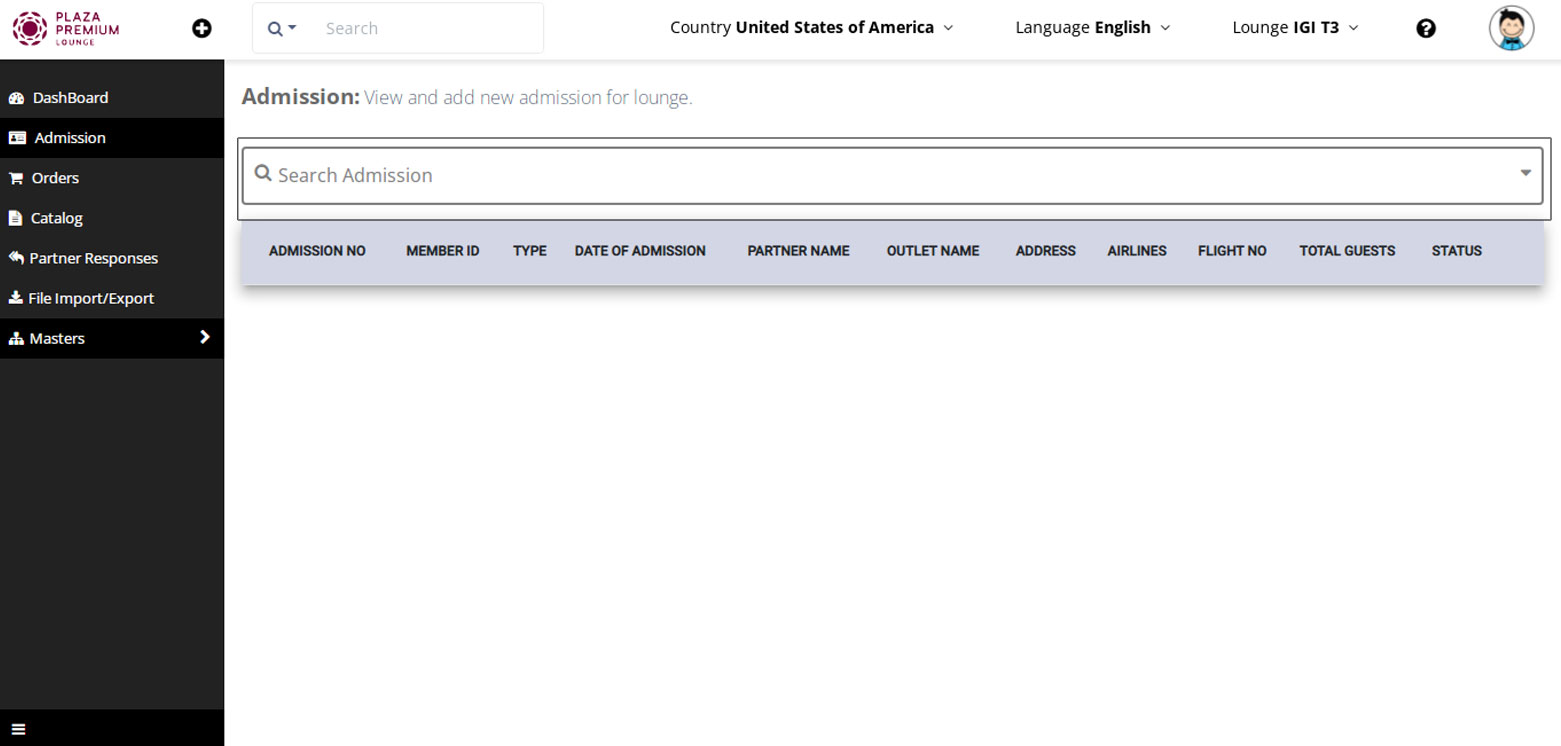 PLAZA
PREMIUM
LOUNGE
Search
Country United States of America
Language English
Lounge IGI T3
DashBoard
Admission
Orders
Catalog
Partner Responses
File Import/Export
Masters
Admission: View and add new admission for lounge.
Search Admission
ADMISSION NO MEMBER ID TYPE DATE OF ADMISSION PARTNER NAME OUTLET NAME ADDRESS AIRLINES FLIGHT NO TOTAL GUESTS STATUS